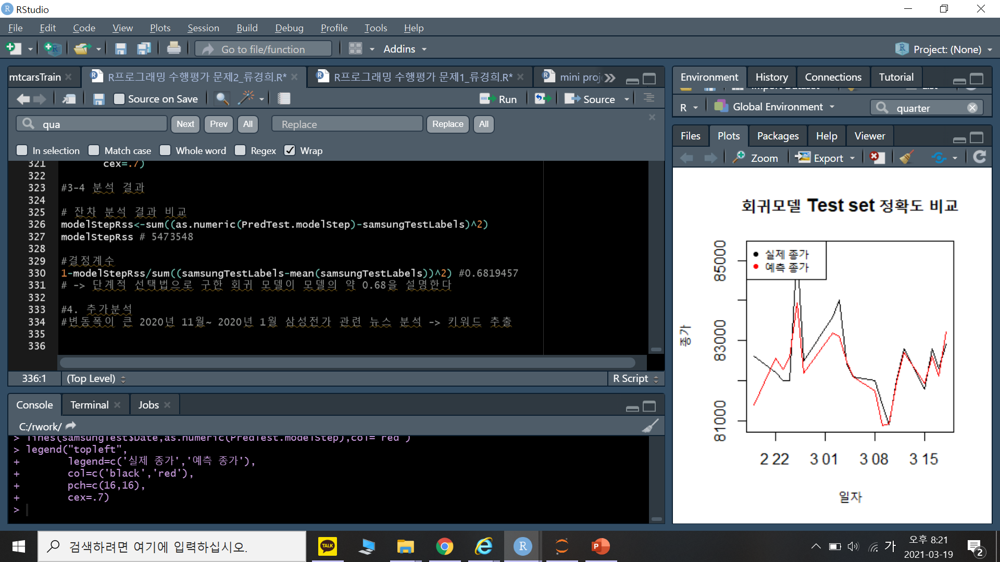 RStudio
File Edit Code View Plots Session Build Debug Profile Tools Help
Go to file/function Addins Project: (None)
mtcarsTrain R프로그래밍 수행평가 문제2_류경희.R* R프로그래밍 수행평가 문제1_류경희.R* mini proj
Source on Save Run Source
qua Next Prev All Replace Replace All
In selection Match case Whole word Regex Wrap
321 cex=.7)
322
323 #3-4 분석 결과
324
325 # 잔차 분석 결과 비교
326 modelStepRss<-sum((as.numeric(PredTest.modelStep)-samsungTestLabels)^2)
327 modelStepRss # 5473548
328
329 #결정계수
330 1-modelStepRss/sum((samsungTestLabels-mean(samsungTestLabels))^2) #0.6819457
331 # -> 단계적 선택법으로 구한 회귀 모델이 모델의 약 0.68을 설명한다
332
333 #4. 추가분석
334 #변동폭이 큰 2020년 11월~ 2020년 1월 삼성전가 관련 뉴스 분석 -> 키워드 추출
335
336
336:1 (Top Level) R Script
Console Terminal Jobs
C:/rwork/
> lines(samsungTest$Date,as.numeric(PredTest.modelStep),col='red')
> legend("topleft",
+ legend=c('실제 종가','예측 종가'),
+ col=c('black','red'),
+ pch=c(16,16),
+ cex=.7)
>
Environment History Connections Tutorial
Import Dataset List
R Global Environment quarter
Files Plots Packages Help Viewer
Zoom Export
회귀모델 Test set 정확도 비교
실제 종가
예측 종가
85000
83000
81000
종가
2 22 3 01 3 08 3 15
일자
검색하려면 여기에 입력하십시오.
TALK
R
P
가
오후 8:21
2021-03-19
2